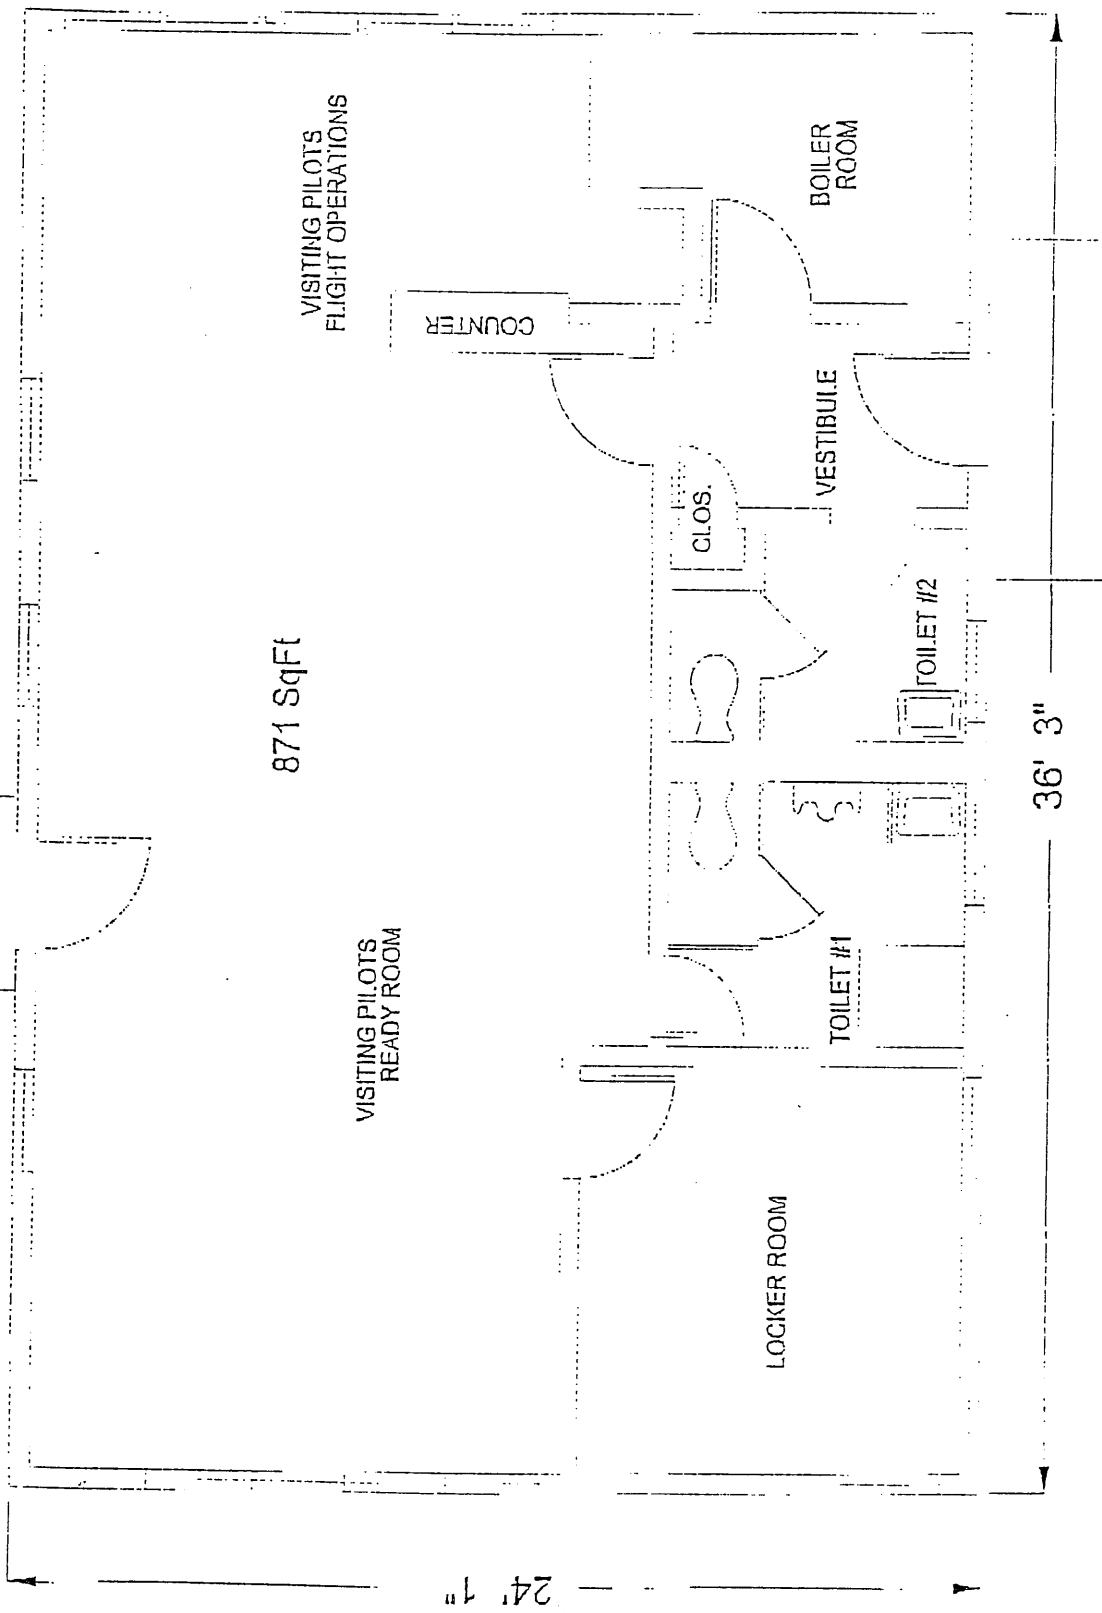 VISITING PILOTS
READY ROOM
871 SqFt
VISITING PILOTS
FLIGHT OPERATIONS
COUNTER
LOCKER ROOM
TOILET #1
TOILET #2
CLOS.
VESTIBULE
BOILER
ROOM
36' 3"
24' 1"